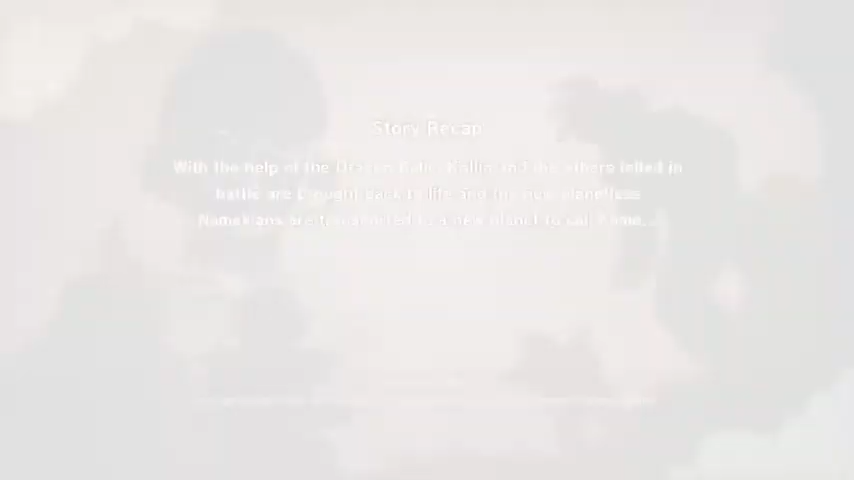 Story Recap
With the help of the Dragon Balls, Krillin and the others killed in
battle are brought back to life and the now planetless
Namekians are transported to a new planet to call home...